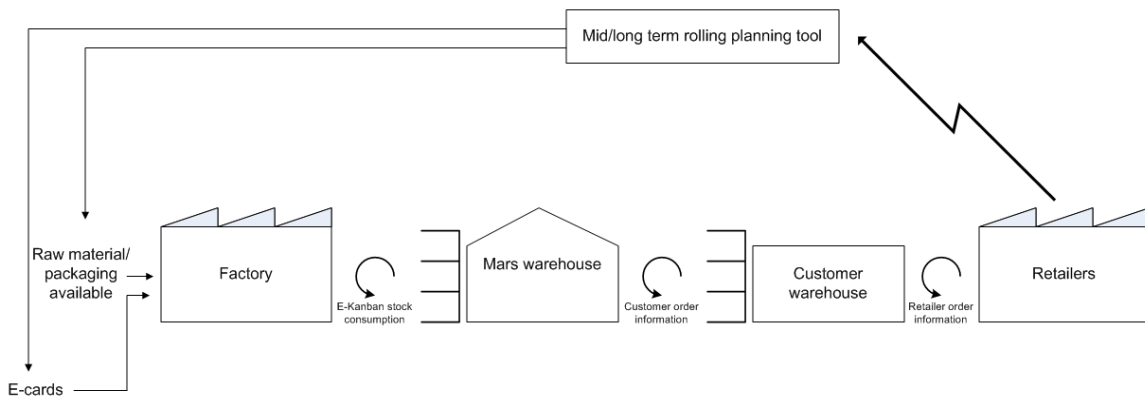 Mid/long term rolling planning tool
Raw material/
packaging
available
Factory
E-Kanban stock
consumption
Mars warehouse
Customer order
information
Customer
warehouse
Retailer order
information
Retailers
E-cards